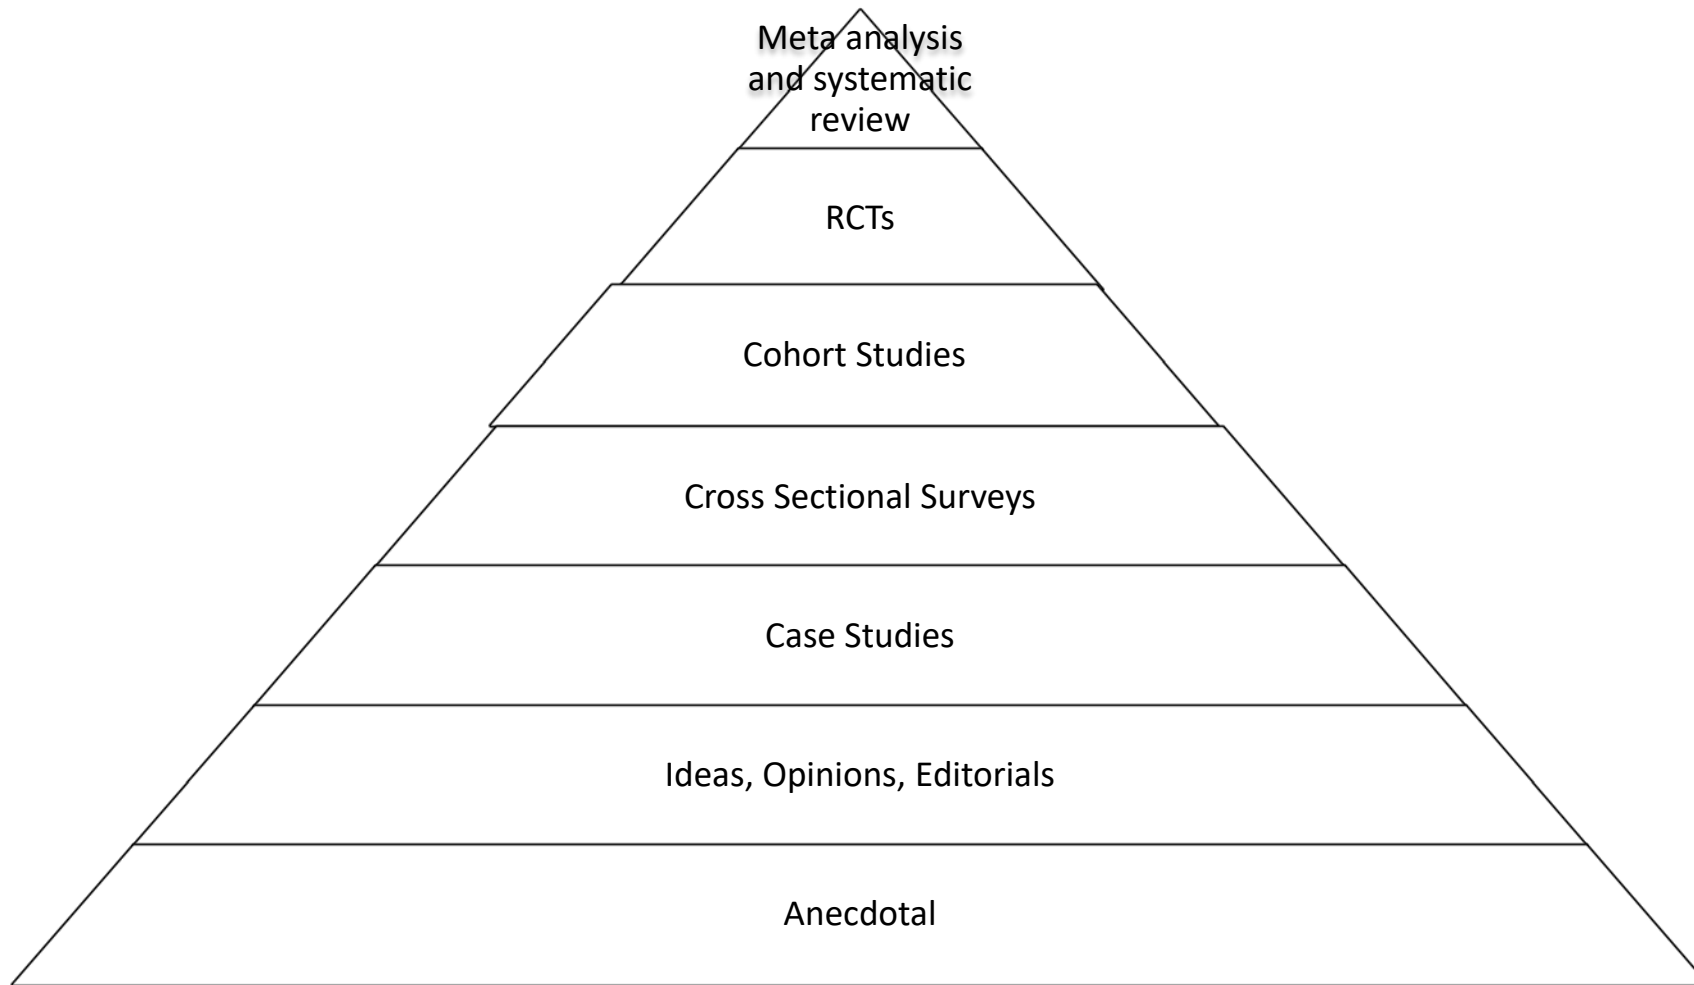 Meta analysis
and systematic
review
RCTs
Cohort Studies
Cross Sectional Surveys
Case Studies
Ideas, Opinions, Editorials
Anecdotal